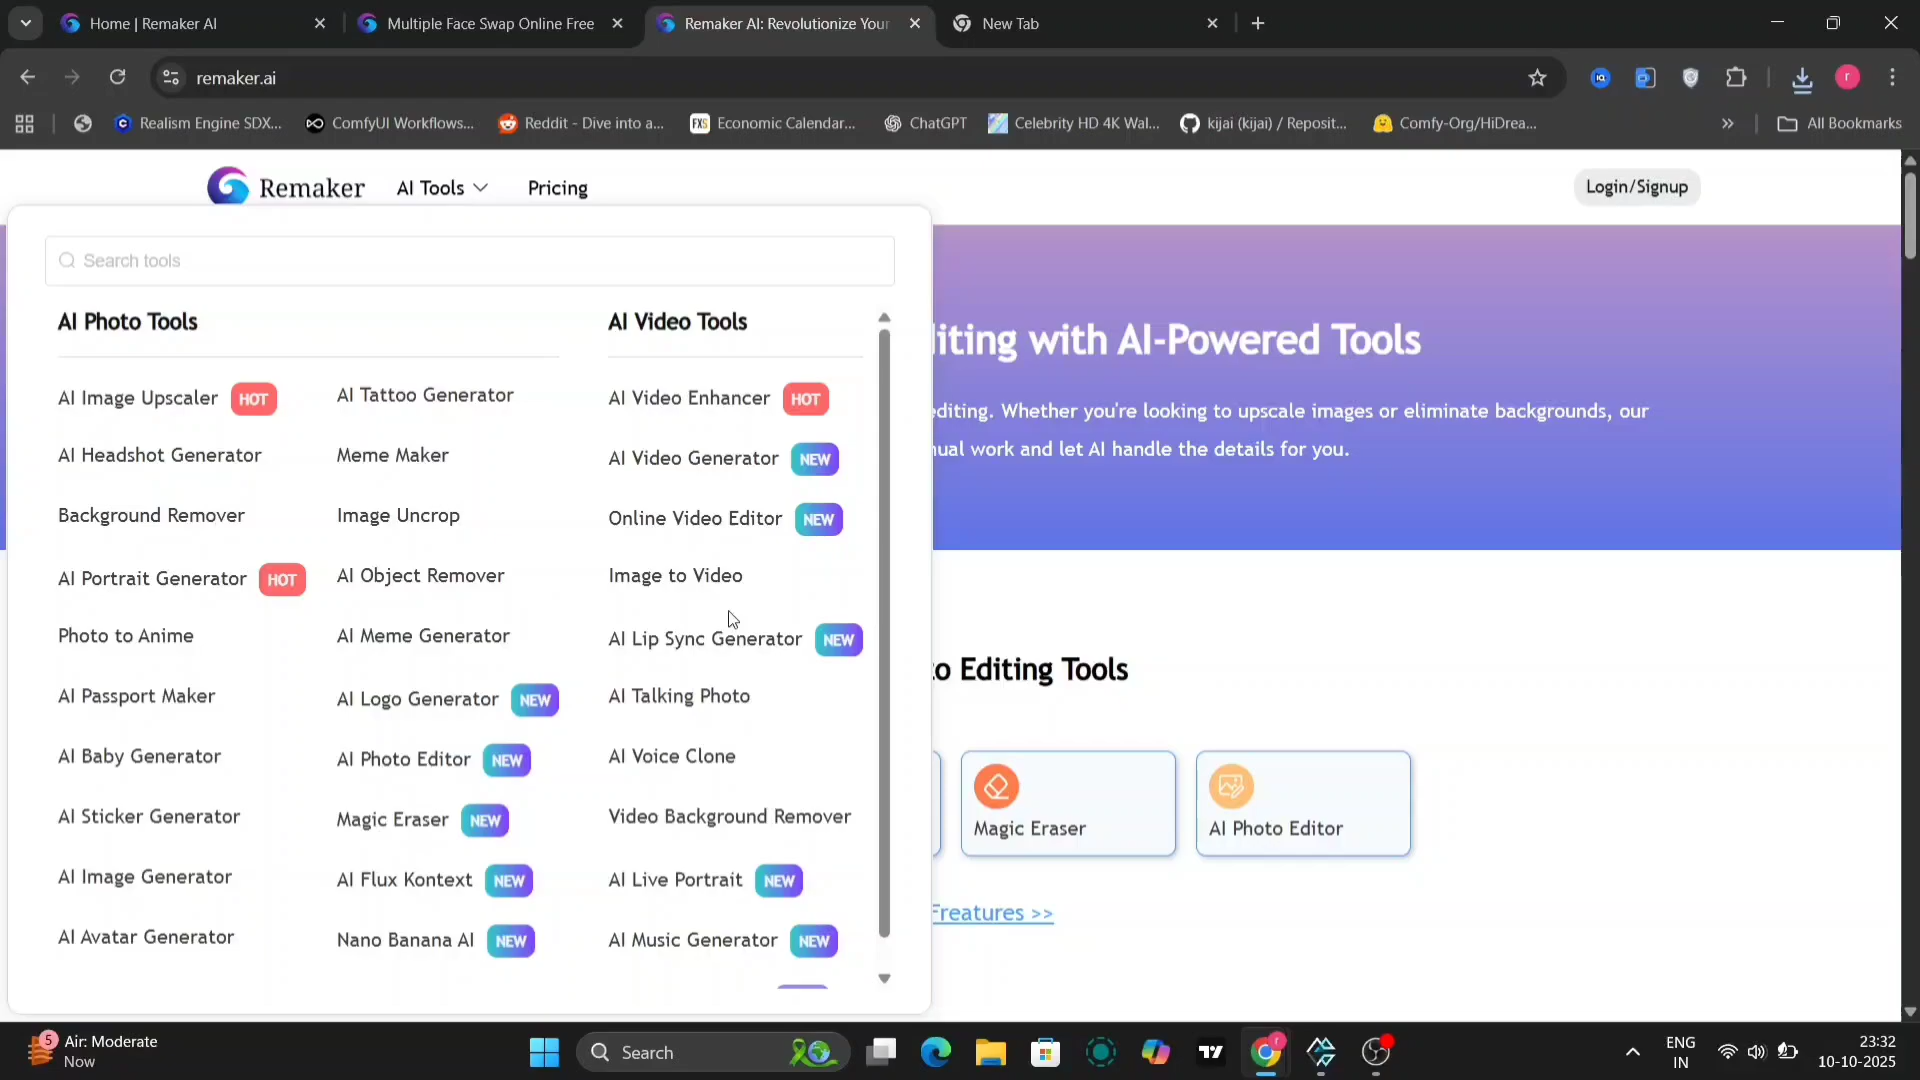 Home | Remaker AI
Multiple Face Swap Online Free
Remaker AI: Revolutionize Your
New Tab
remaker.ai
r
Realism Engine SDX...
ComfyUI Workflows...
Reddit - Dive into a...
FXS Economic Calendar...
ChatGPT
Celebrity HD 4K Wal...
kijai (kijai) / Reposit...
Comfy-Org/HiDrea...
All Bookmarks
Remaker
AI Tools
Pricing
Login/Signup
Search tools
AI Photo Tools
AI Image Upscaler HOT
AI Headshot Generator
Background Remover
AI Portrait Generator HOT
Photo to Anime
AI Passport Maker
AI Baby Generator
AI Sticker Generator
AI Image Generator
AI Avatar Generator
AI Tattoo Generator
Meme Maker
Image Uncrop
AI Object Remover
AI Meme Generator
AI Logo Generator NEW
AI Photo Editor NEW
Magic Eraser NEW
AI Flux Kontext NEW
Nano Banana AI NEW
AI Video Tools
AI Video Enhancer HOT
AI Video Generator NEW
Online Video Editor NEW
Image to Video
AI Lip Sync Generator NEW
AI Talking Photo
AI Voice Clone
Video Background Remover
AI Live Portrait NEW
AI Music Generator NEW
iting with AI-Powered Tools
editing. Whether you're looking to upscale images or eliminate backgrounds, our
nual work and let AI handle the details for you.
o Editing Tools
Magic Eraser
AI Photo Editor
Freatures >>
5
Air: Moderate
Now
Search
r
ENG
IN
23:32
10-10-2025